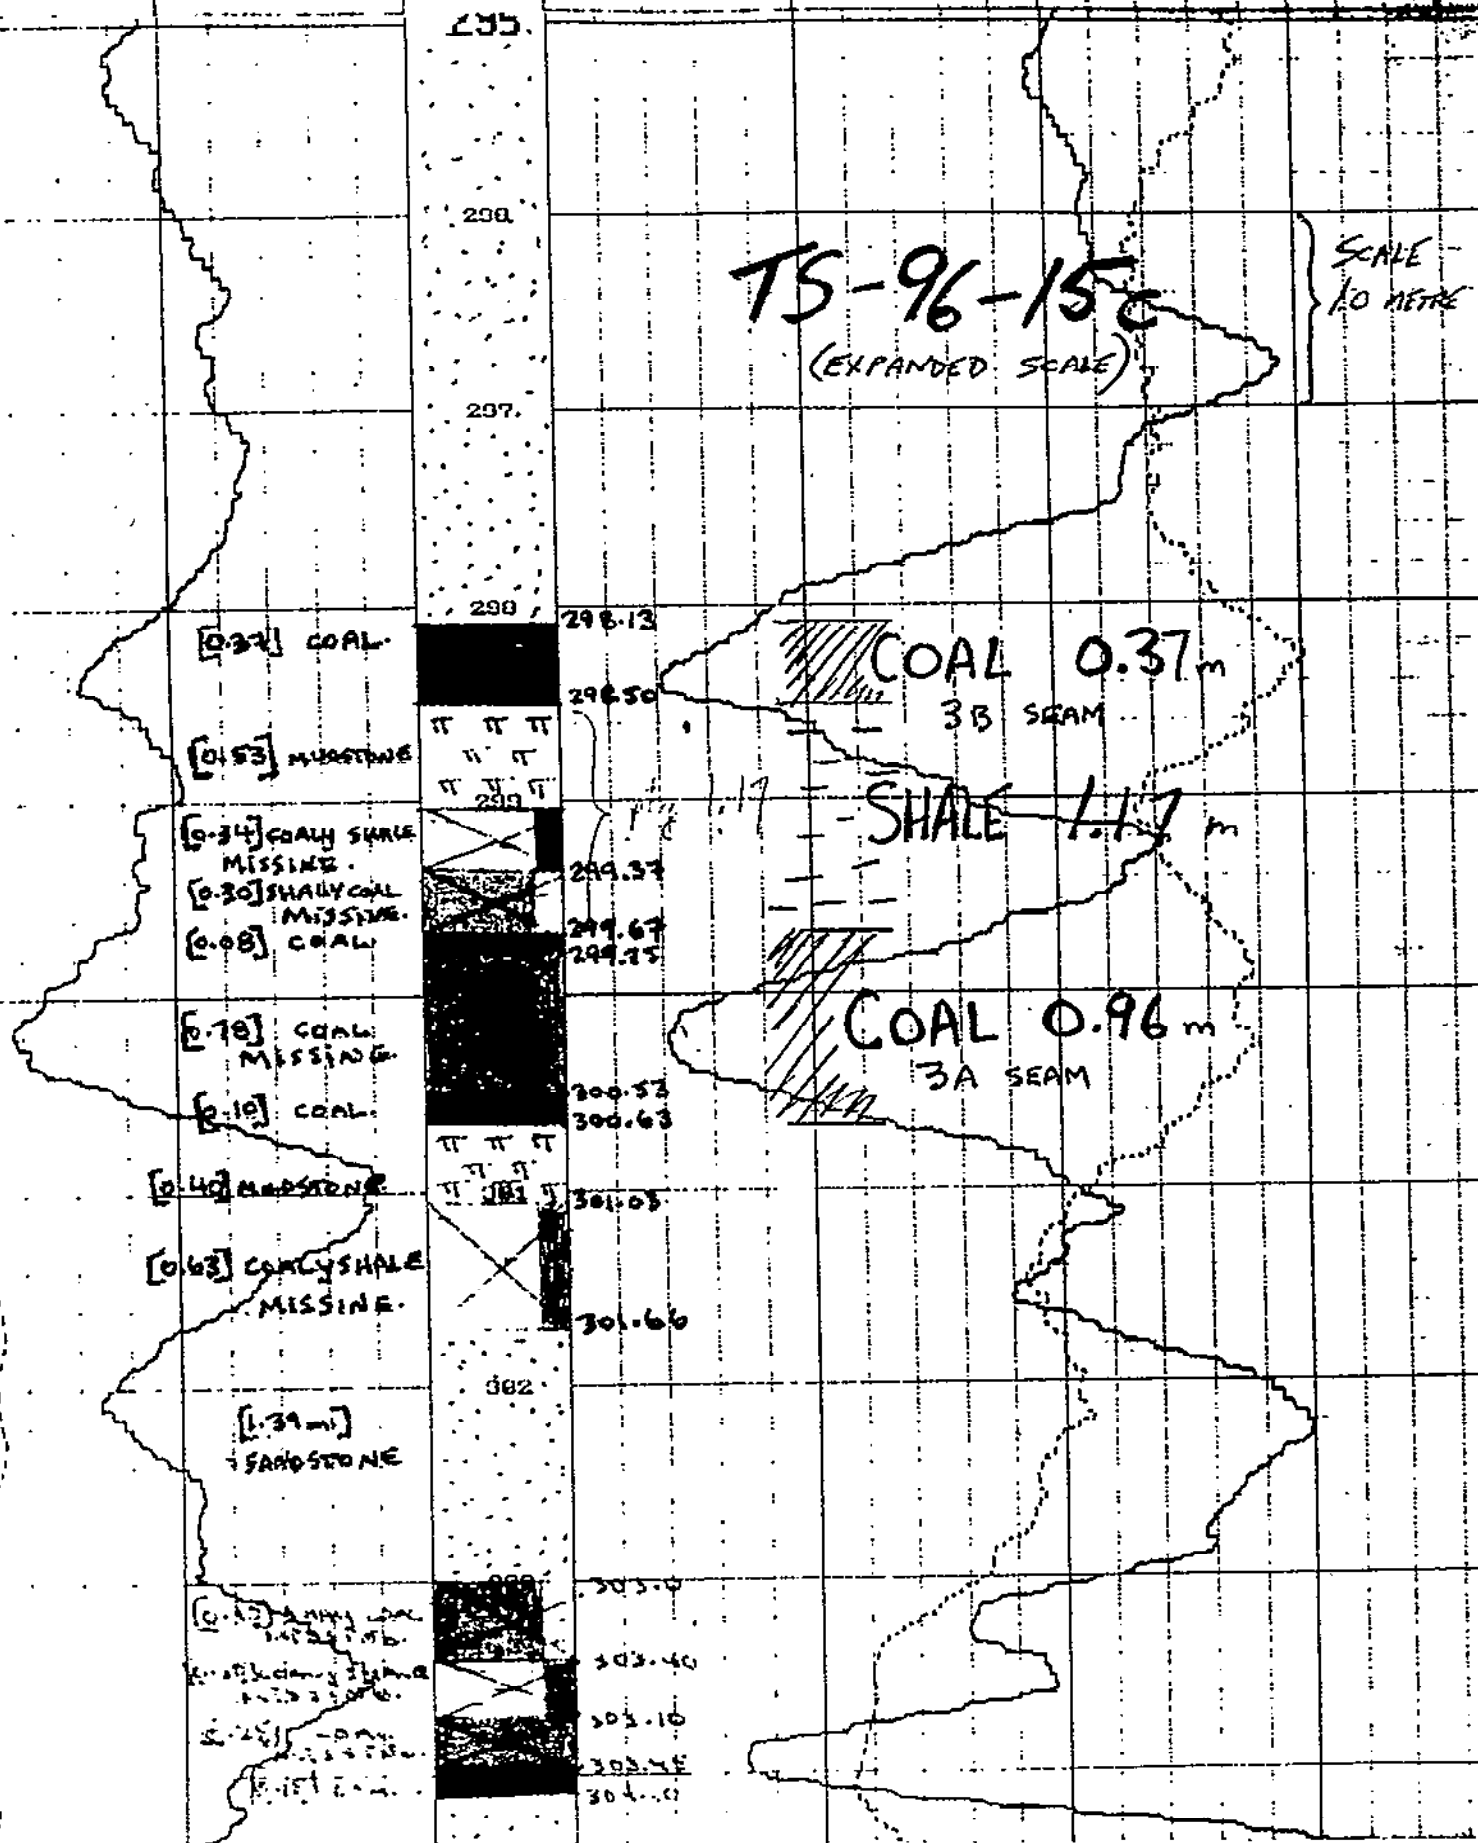 295.
TS-96-15C
(EXPANDED SCALE)
SCALE
1.0 METRE
297.
298
298.13
[0.37] COAL.
COAL 0.37m
298.50
3B SEAM
[0.53] MUDSTONE
299
1.17
SHALE 1.17 m
[0.34] COALY SHALE
MISSING.
299.37
[0.30] SHALY COAL
MISSING.
299.67
[0.08] COAL
299.75
[0.78] COAL
MISSING.
COAL 0.96 m
3A SEAM
300.53
[0.10] COAL.
300.63
[0.40] MUDSTONE
301
301.03
[0.63] COALY SHALE
MISSING.
301.66
302
[1.39 m]
SANDSTONE
303.40